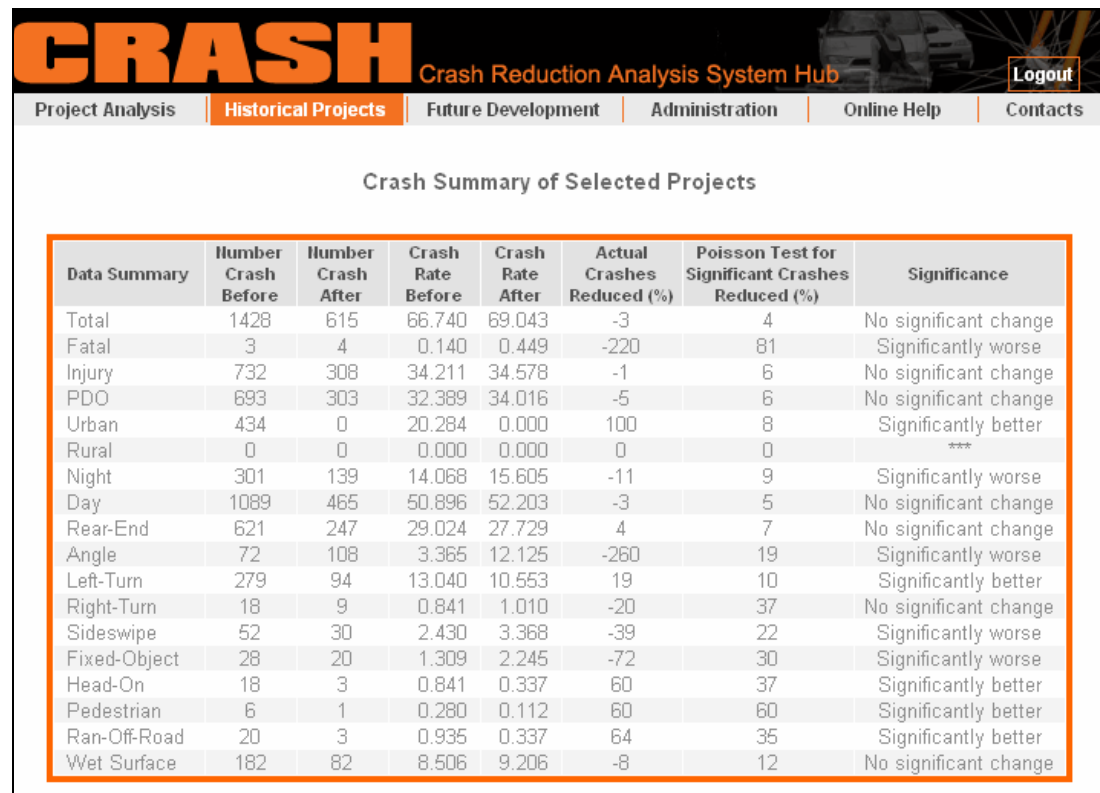 CRASH Crash Reduction Analysis System Hub Logout
Project Analysis Historical Projects Future Development Administration Online Help Contacts
Crash Summary of Selected Projects
Data Summary Number Crash Before Number Crash After Crash Rate Before Crash Rate After Actual Crashes Reduced (%) Poisson Test for Significant Crashes Reduced (%) Significance
Total 1428 615 66.740 69.043 -3 4 No significant change
Fatal 3 4 0.140 0.449 -220 81 Significantly worse
Injury 732 308 34.211 34.578 -1 6 No significant change
PDO 693 303 32.389 34.016 -5 6 No significant change
Urban 434 0 20.284 0.000 100 8 Significantly better
Rural 0 0 0.000 0.000 0 0 ***
Night 301 139 14.068 15.605 -11 9 Significantly worse
Day 1089 465 50.896 52.203 -3 5 No significant change
Rear-End 621 247 29.024 27.729 4 7 No significant change
Angle 72 108 3.365 12.125 -260 19 Significantly worse
Left-Turn 279 94 13.040 10.553 19 10 Significantly better
Right-Turn 18 9 0.841 1.010 -20 37 No significant change
Sideswipe 52 30 2.430 3.368 -39 22 Significantly worse
Fixed-Object 28 20 1.309 2.245 -72 30 Significantly worse
Head-On 18 3 0.841 0.337 60 37 Significantly better
Pedestrian 6 1 0.280 0.112 60 60 Significantly better
Ran-Off-Road 20 3 0.935 0.337 64 35 Significantly better
Wet Surface 182 82 8.506 9.206 -8 12 No significant change